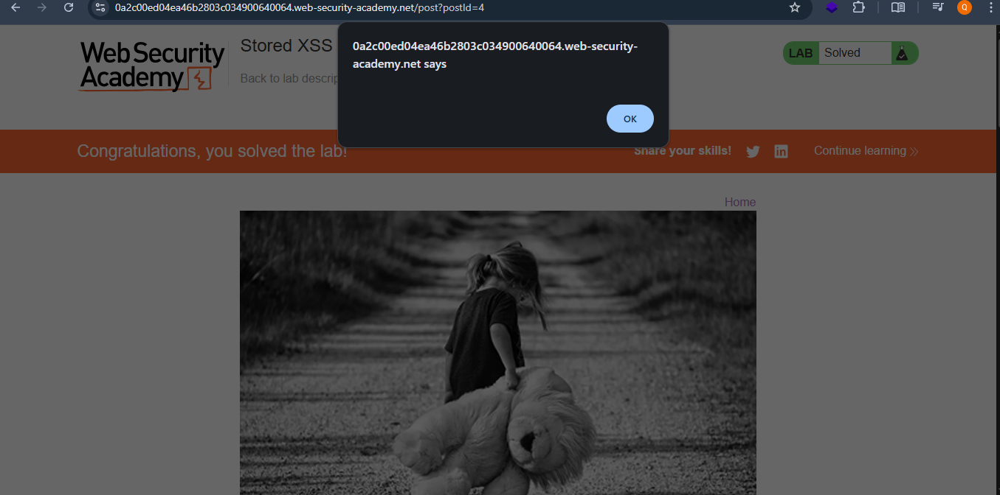 0a2c00ed04ea46b2803c034900640064.web-security-academy.net/post?postId=4
Q
0a2c00ed04ea46b2803c034900640064.web-security-
academy.net says
OK
Web Security
Academy
Stored XSS
Back to lab descrip
LAB
Solved
Congratulations, you solved the lab!
Share your skills!
Continue learning
Home